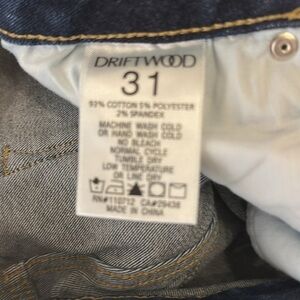 DRIFTWOOD
31
93% COTTON 5% POLYESTER
2% SPANDEX
MACHINE WASH COLD
OR HAND WASH COLD
NO BLEACH
NORMAL CYCLE
TUMBLE DRY
LOW TEMPERATURE
OR LINE DRY
RN#110712 CA#29438
MADE IN CHINA